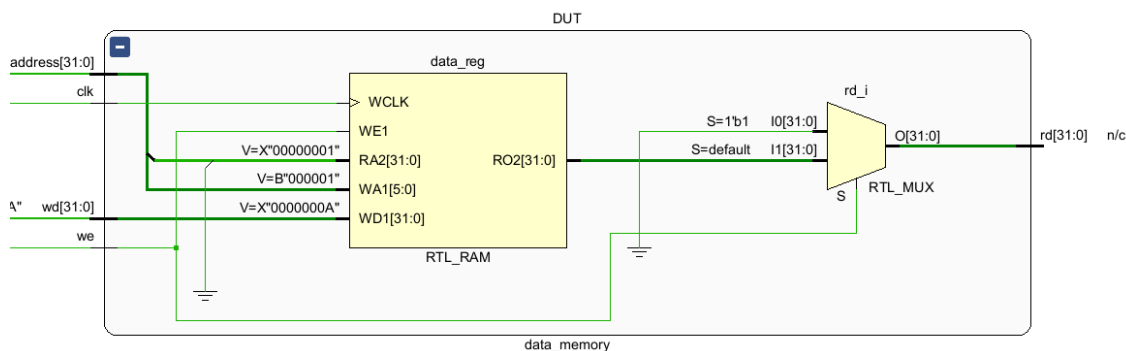 DUT
address[31:0]
clk
data_reg
WCLK
WE1
V=X"00000001" RA2[31:0] RO2[31:0]
V=B"000001" WA1[5:0]
V=X"0000000A" WD1[31:0]
A" wd[31:0]
we
RTL_RAM
rd_i
S=1'b1 I0[31:0]
S=default I1[31:0]
O[31:0]
S
RTL_MUX
rd[31:0] n/c
data_memory